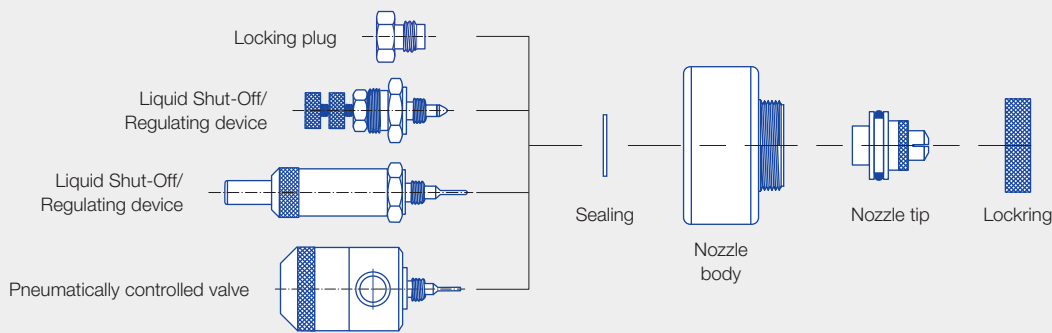 Locking plug
Liquid Shut-Off/
Regulating device
Liquid Shut-Off/
Regulating device
Pneumatically controlled valve
Sealing
Nozzle
body
Nozzle tip
Lockring